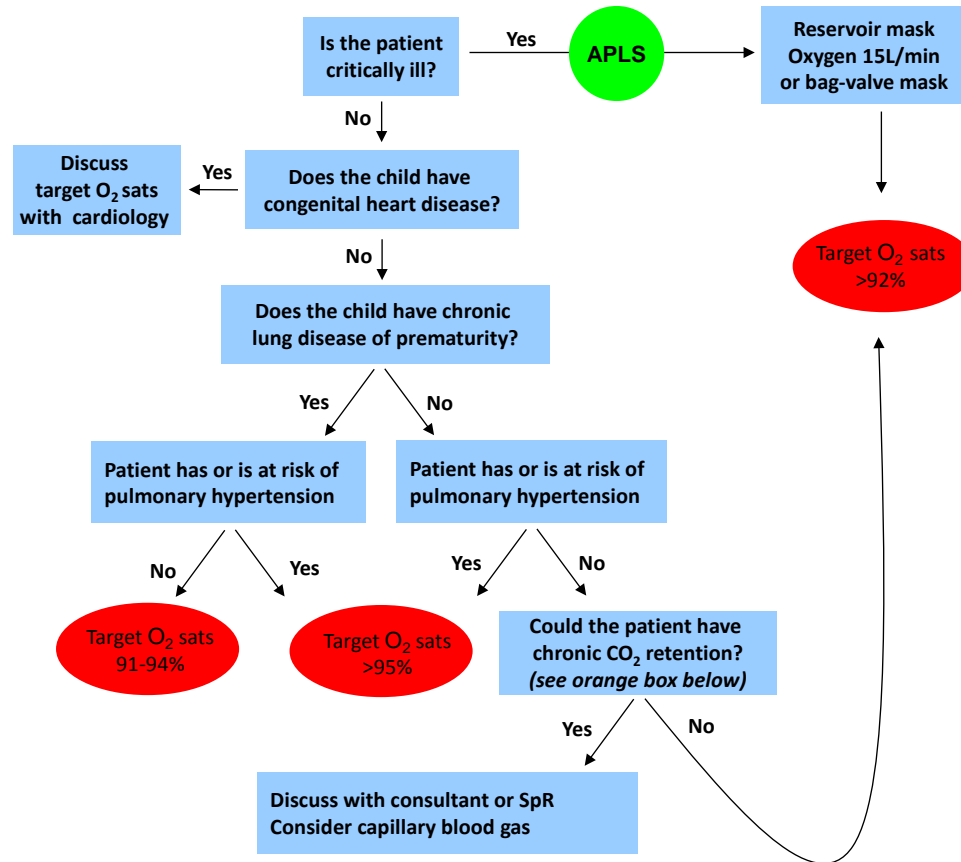 Is the patient
critically ill?
Yes
APLS
Reservoir mask
Oxygen 15L/min
or bag-valve mask
No
Discuss
target O₂ sats
with cardiology
Yes
Does the child have
congenital heart disease?
Target O₂ sats
>92%
No
Does the child have chronic
lung disease of prematurity?
Yes
No
Patient has or is at risk of
pulmonary hypertension
Patient has or is at risk of
pulmonary hypertension
No
Yes
Yes
No
Target O₂ sats
91-94%
Target O₂ sats
>95%
Could the patient have
chronic CO₂ retention?
(see orange box below)
Yes
No
Discuss with consultant or SpR
Consider capillary blood gas